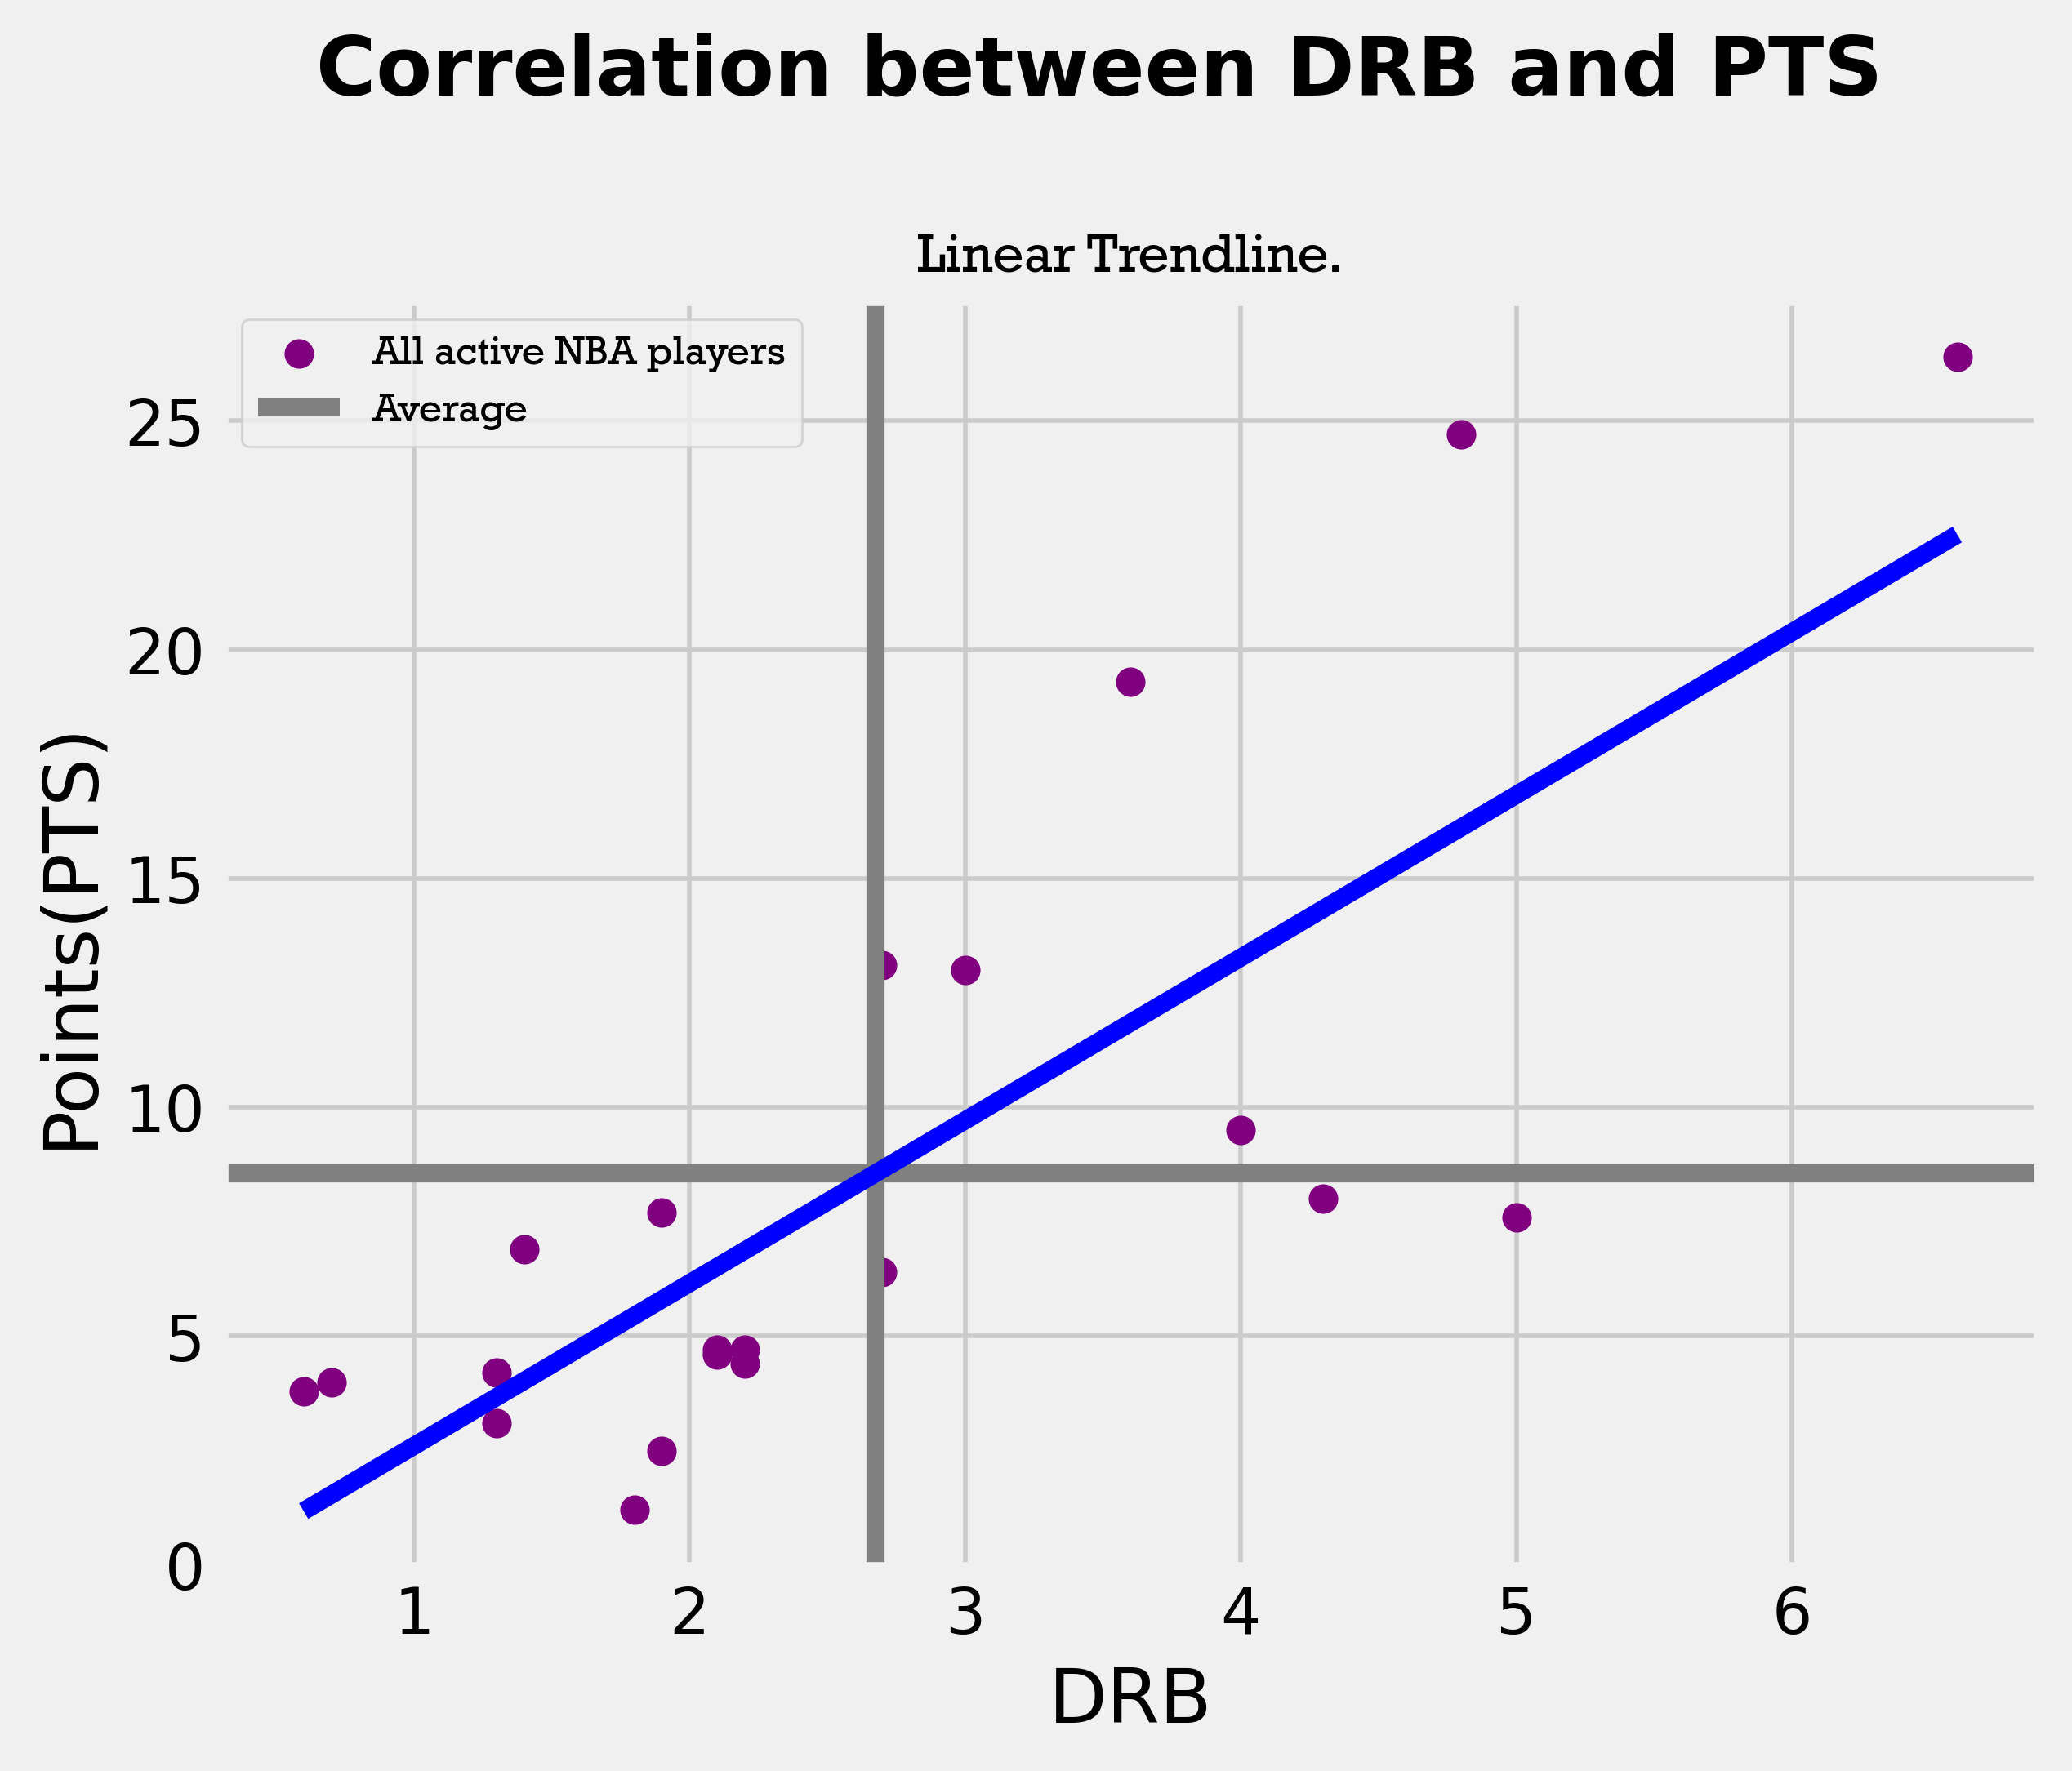 Correlation between DRB and PTS
Linear Trendline.
All active NBA players
Average
25
20
15
10
5
0
Points(PTS)
1 2 3 4 5 6
DRB